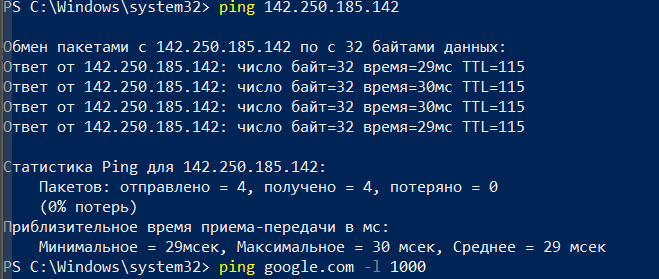 PS C:\Windows\system32> ping 142.250.185.142
Обмен пакетами с 142.250.185.142 по с 32 байтами данных:
Ответ от 142.250.185.142: число байт=32 время=29мс TTL=115
Ответ от 142.250.185.142: число байт=32 время=30мс TTL=115
Ответ от 142.250.185.142: число байт=32 время=30мс TTL=115
Ответ от 142.250.185.142: число байт=32 время=29мс TTL=115
Статистика Ping для 142.250.185.142:
Пакетов: отправлено = 4, получено = 4, потеряно = 0
(0% потерь)
Приблизительное время приема-передачи в мс:
Минимальное = 29мсек, Максимальное = 30 мсек, Среднее = 29 мсек
PS C:\Windows\system32> ping google.com -l 1000